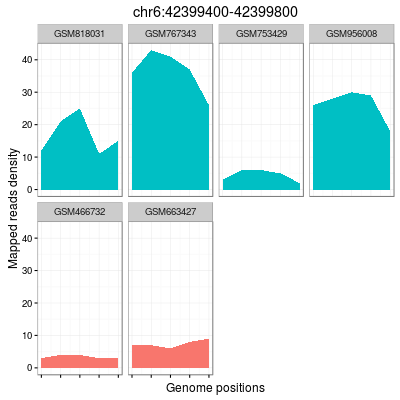 chr6:42399400-42399800
GSM818031 GSM767343 GSM753429 GSM956008
40
30
20
10
0
Mapped reads density
GSM466732 GSM663427
40
30
20
10
0
Genome positions